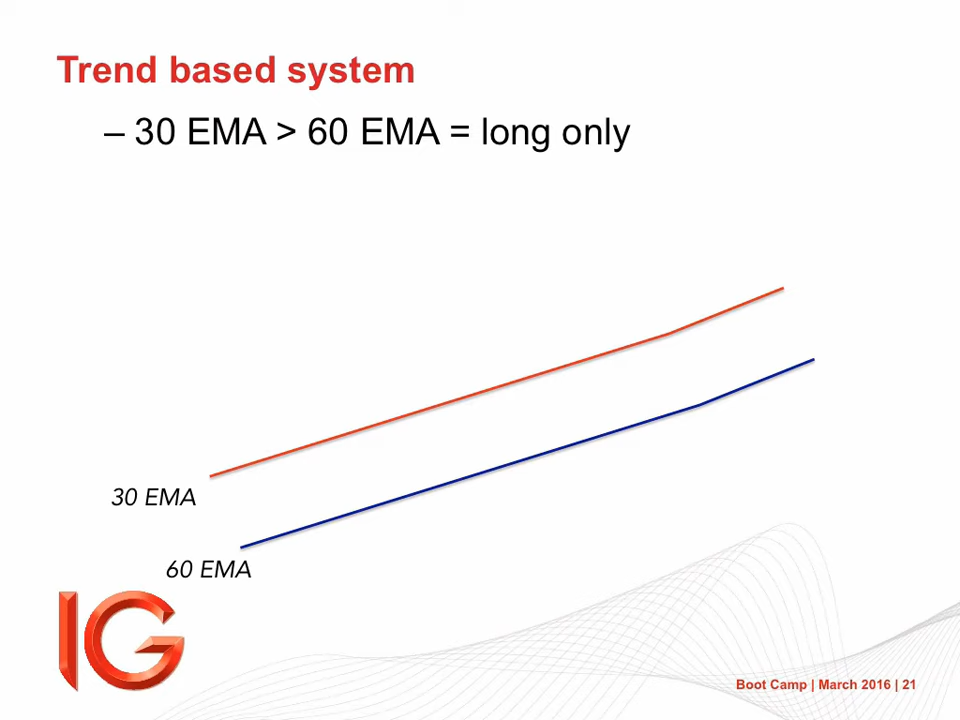 Trend based system
– 30 EMA > 60 EMA = long only
30 EMA
60 EMA
IG
Boot Camp | March 2016 | 21